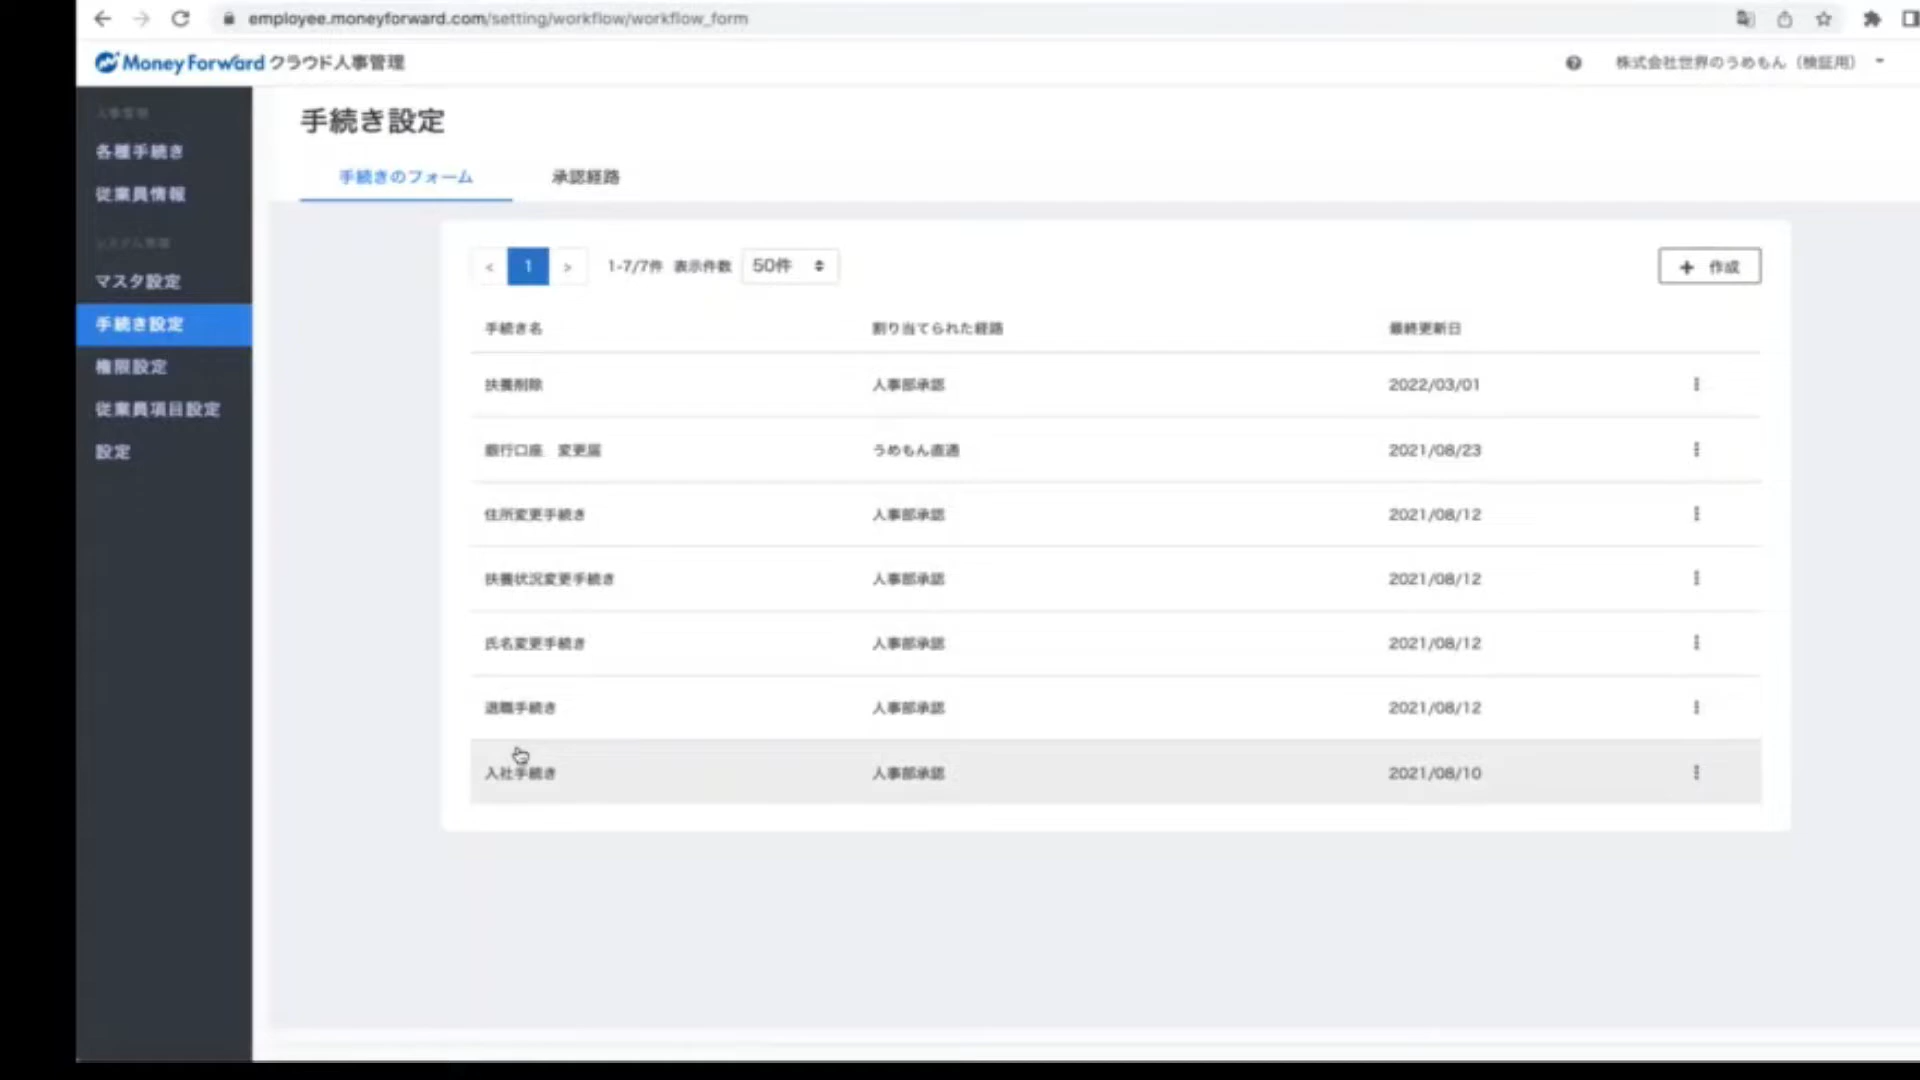 employee.moneyforward.com/setting/workflow/workflow_form
Money Forward クラウド人事管理
株式会社世界のうめもん（検証用）
人事管理
各種手続き
従業員情報
システム管理
マスタ設定
手続き設定
権限設定
従業員項目設定
設定
手続き設定
手続きのフォーム 承認経路
< 1 > 1-7/7件 表示件数 50件
+ 作成
手続き名 割り当てられた経路 最終更新日
扶養削除 人事部承認 2022/03/01
銀行口座 変更届 うめもん直通 2021/08/23
住所変更手続き 人事部承認 2021/08/12
扶養状況変更手続き 人事部承認 2021/08/12
氏名変更手続き 人事部承認 2021/08/12
退職手続き 人事部承認 2021/08/12
入社手続き 人事部承認 2021/08/10